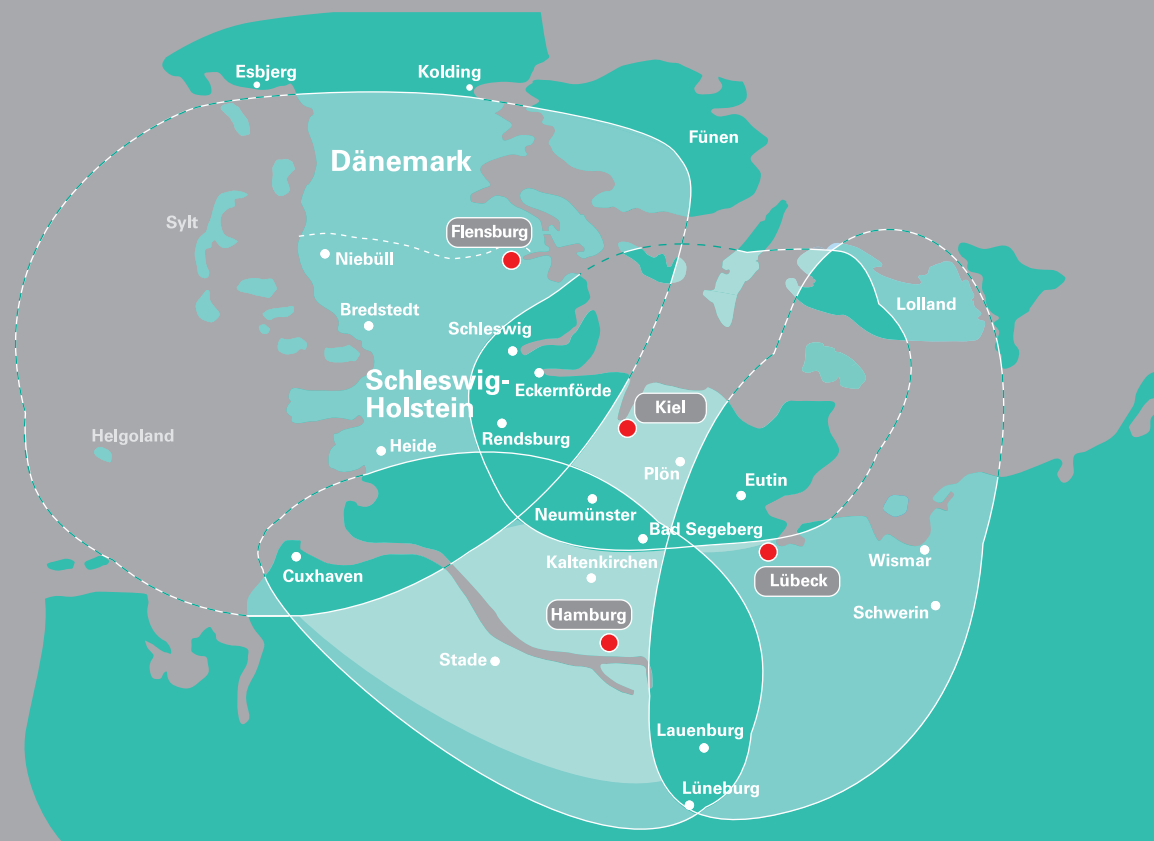 Esbjerg
Kolding
Fünen
Dänemark
Sylt
Flensburg
Niebüll
Lolland
Bredstedt
Schleswig
Schleswig-
Holstein
Eckernförde
Kiel
Helgoland
Heide
Rendsburg
Plön
Eutin
Neumünster
Bad Segeberg
Wismar
Kaltenkirchen
Cuxhaven
Lübeck
Hamburg
Schwerin
Stade
Lauenburg
Lüneburg